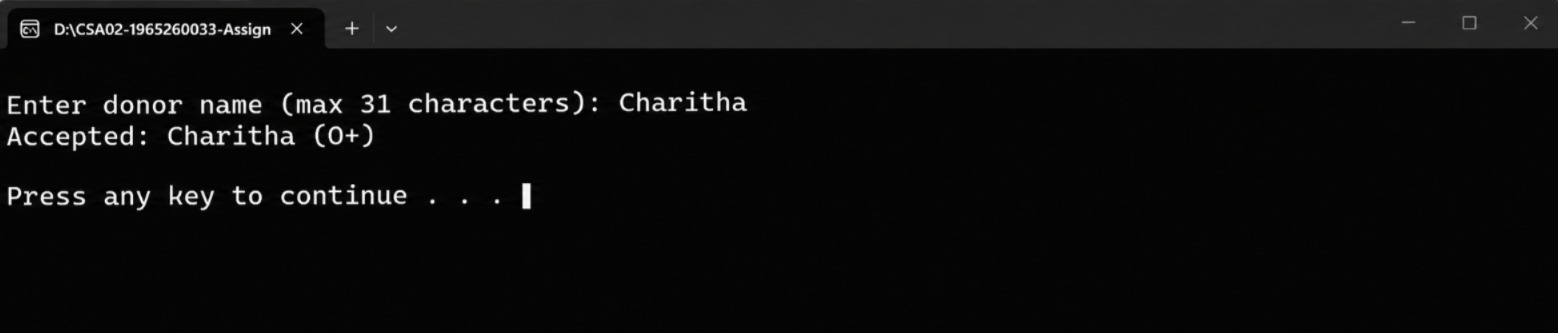 D:\CSA02-1965260033-Assign
Enter donor name (max 31 characters): Charitha
Accepted: Charitha (O+)
Press any key to continue . . .